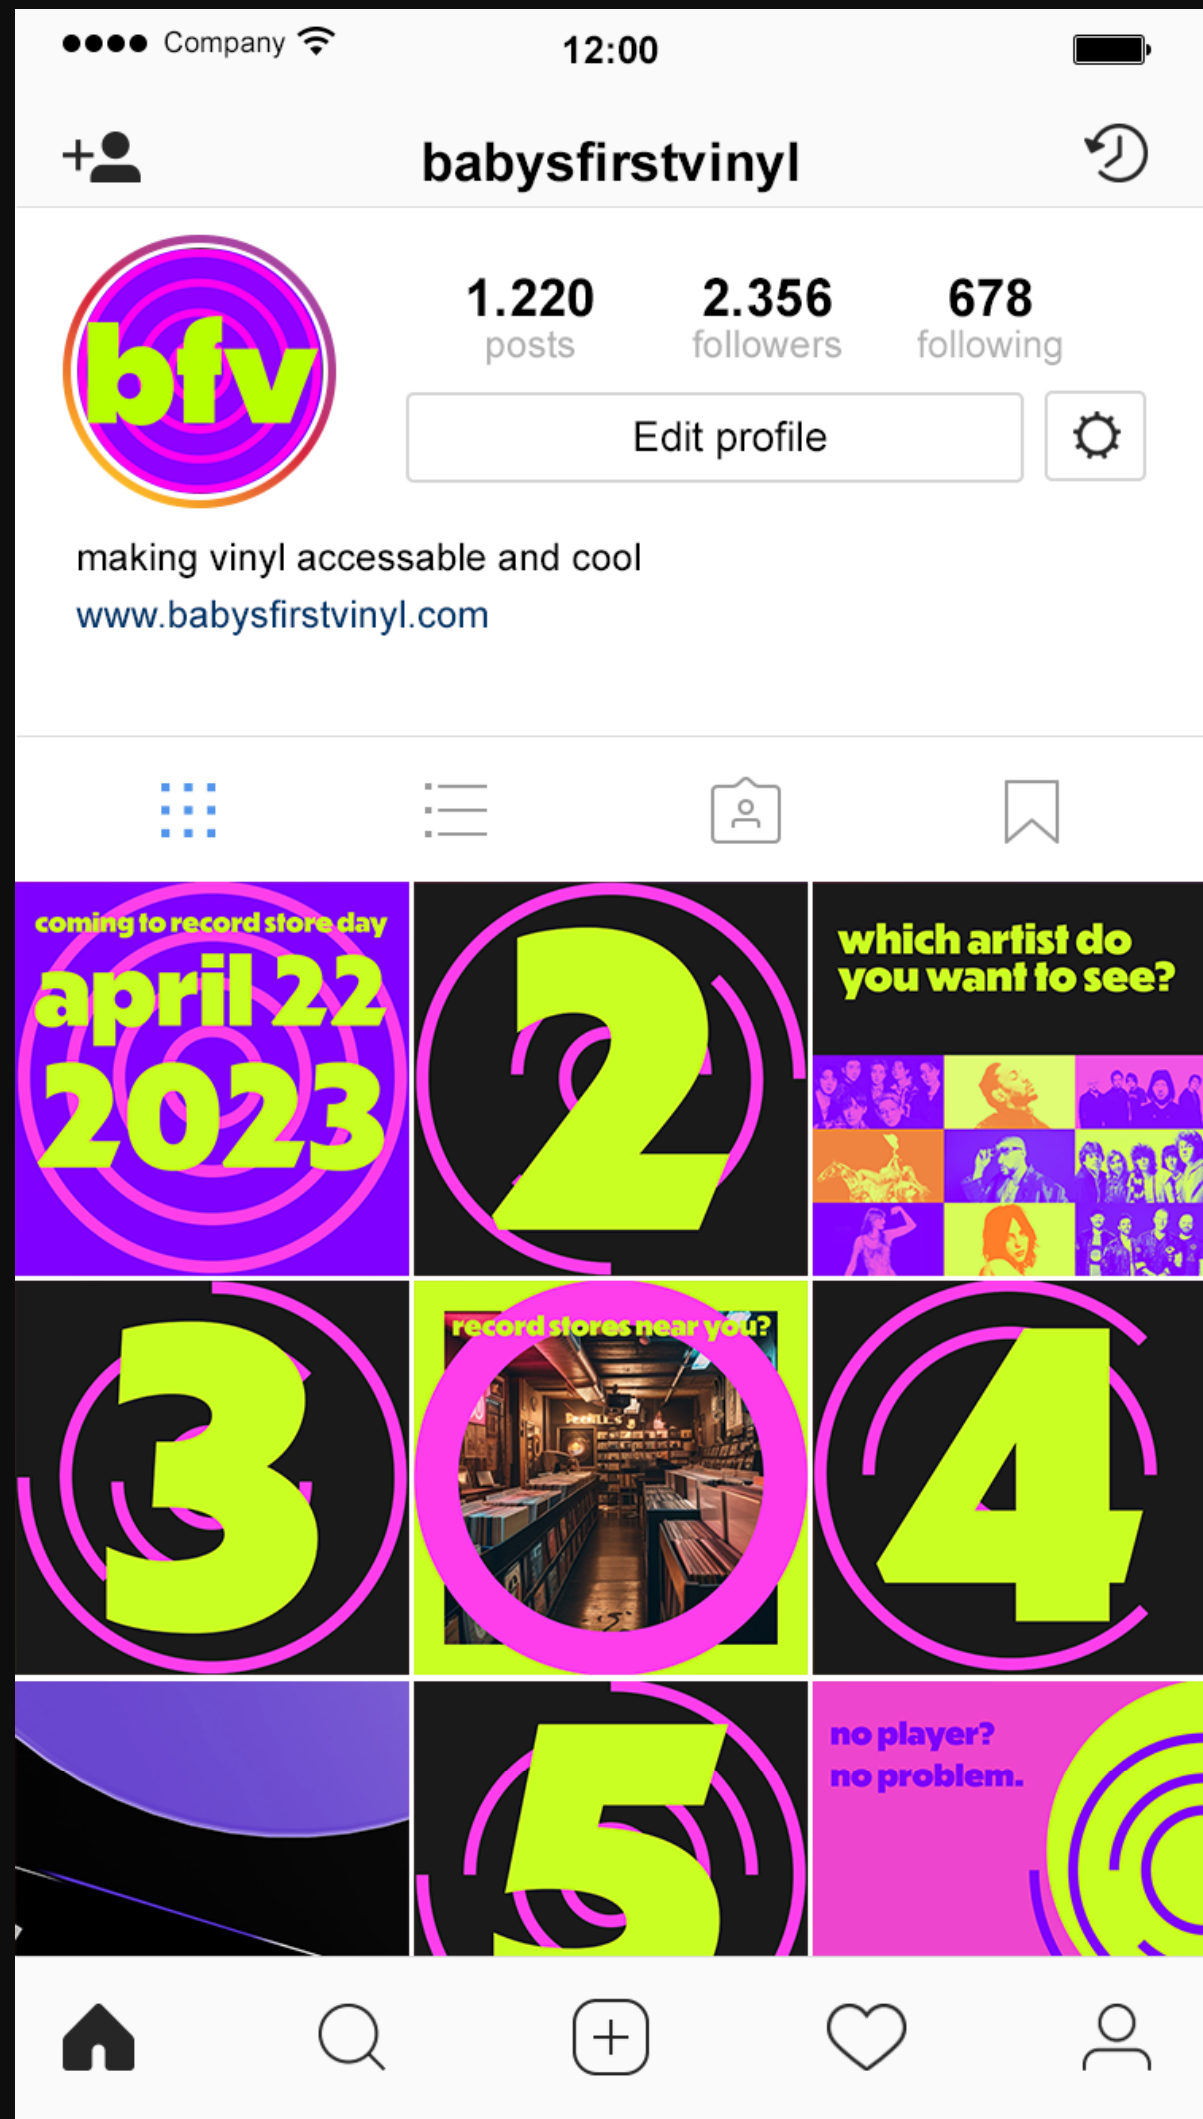 Company
12:00
babysfirstvinyl
bfv
1.220
posts
2.356
followers
678
following
Edit profile
making vinyl accessable and cool
www.babysfirstvinyl.com
coming to record store day
april 22
2023
2
which artist do
you want to see?
3
record stores near you?
4
5
no player?
no problem.